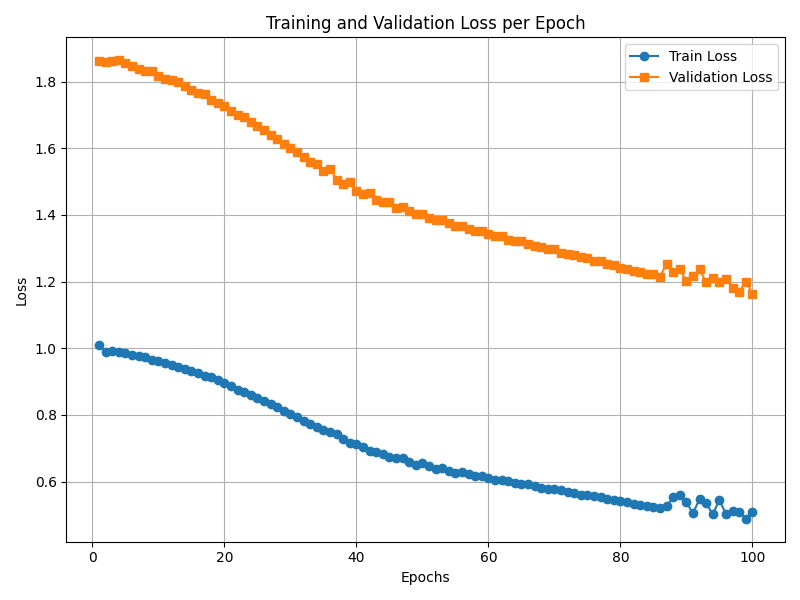 Training and Validation Loss per Epoch
Train Loss
Validation Loss
Loss
1.8
1.6
1.4
1.2
1.0
0.8
0.6
0 20 40 60 80 100
Epochs